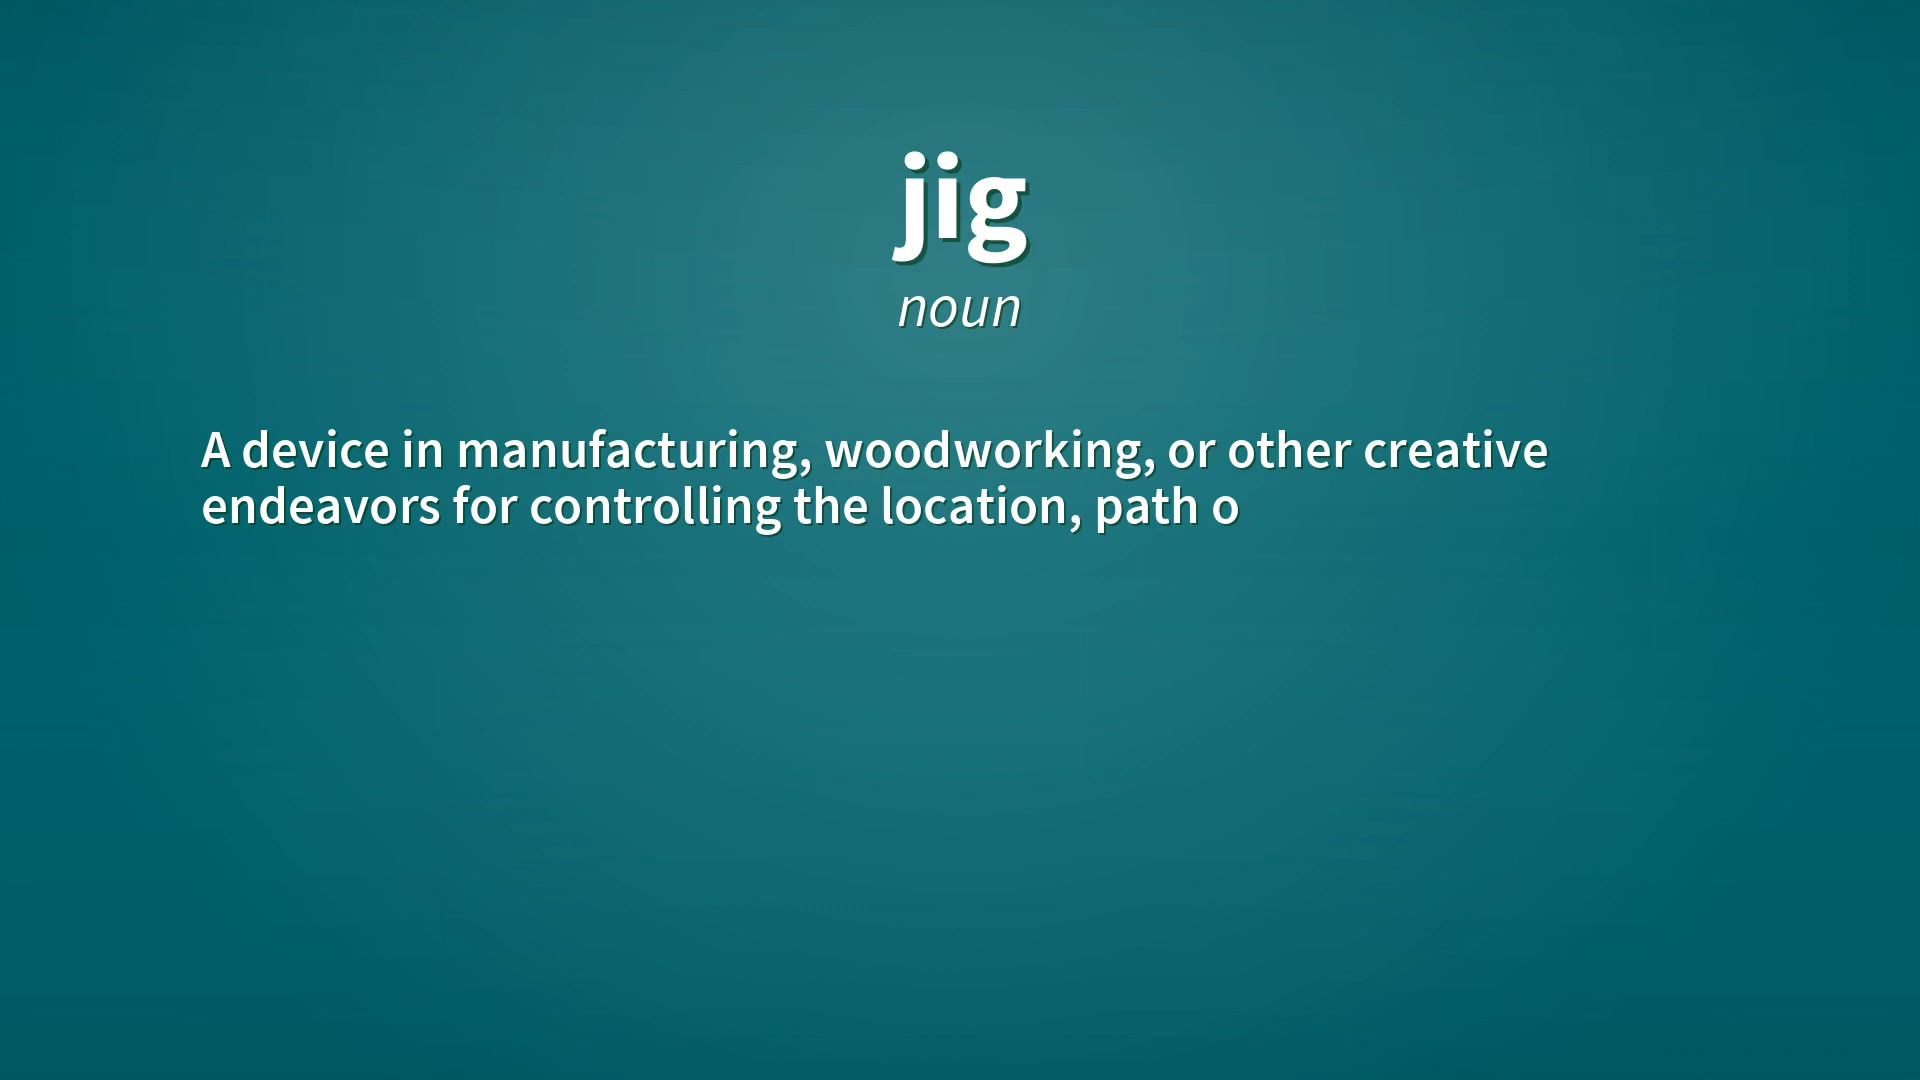 jig
noun
A device in manufacturing, woodworking, or other creative
endeavors for controlling the location, path o